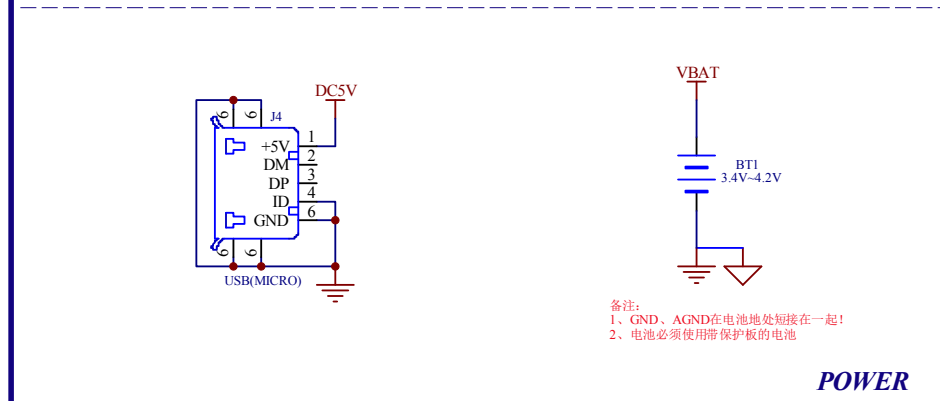 VBAT
DC5V
6
6
J4
+5V
1
DM
2
DP
3
ID
4
GND
6
6
6
USB(MICRO)
BT1
3.4V~4.2V
备注:
1、GND、AGND在电池地处短接在一起!
2、电池必须使用带保护板的电池
POWER